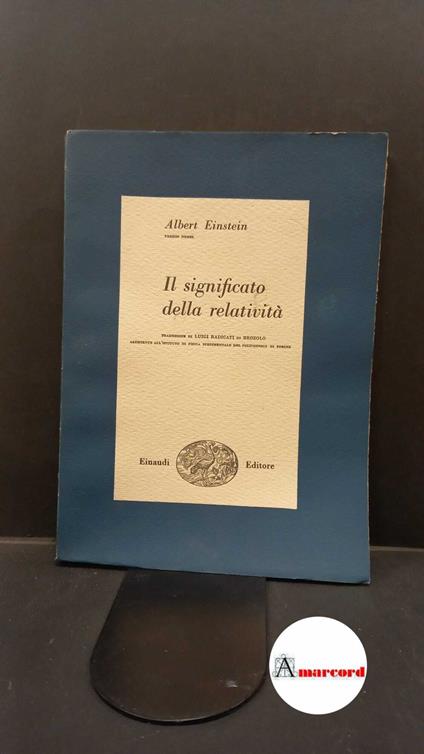 Albert Einstein
PREMIO NOBEL
Il significato
della relatività
TRADUZIONE DI LUIGI RADICATI DI BROZOLO
ASSISTENTE ALL'ISTITUTO DI FISICA SPERIMENTALE DEL POLITECNICO DI TORINO
Einaudi Editore
Amarcord